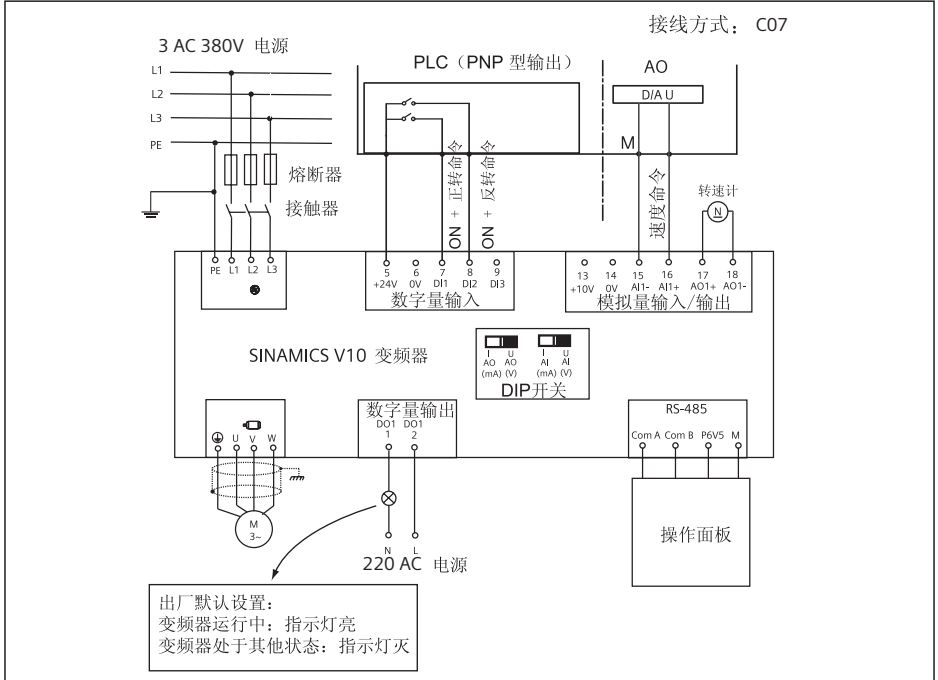 接线方式： C07
3 AC 380V 电源
L1
L2
L3
PE
PLC（PNP 型输出）
AO
D/A U
M
熔断器
接触器
ON + 正转命令
ON + 反转命令
速度命令
转速计
N
PE L1 L2 L3
5 6 7 8 9
+24V 0V DI1 DI2 DI3
数字量输入
13 14 15 16 17 18
+10V 0V AI1- AI1+ AO1+ AO1-
模拟量输入/输出
SINAMICS V10 变频器
I U I U
AO AO AI AI
(mA) (V) (mA) (V)
DIP开关
U V W
数字量输出
DO1 DO1
1 2
RS-485
Com A Com B P6V5 M
M
3~
操作面板
N L
220 AC 电源
出厂默认设置：
变频器运行中：指示灯亮
变频器处于其他状态：指示灯灭